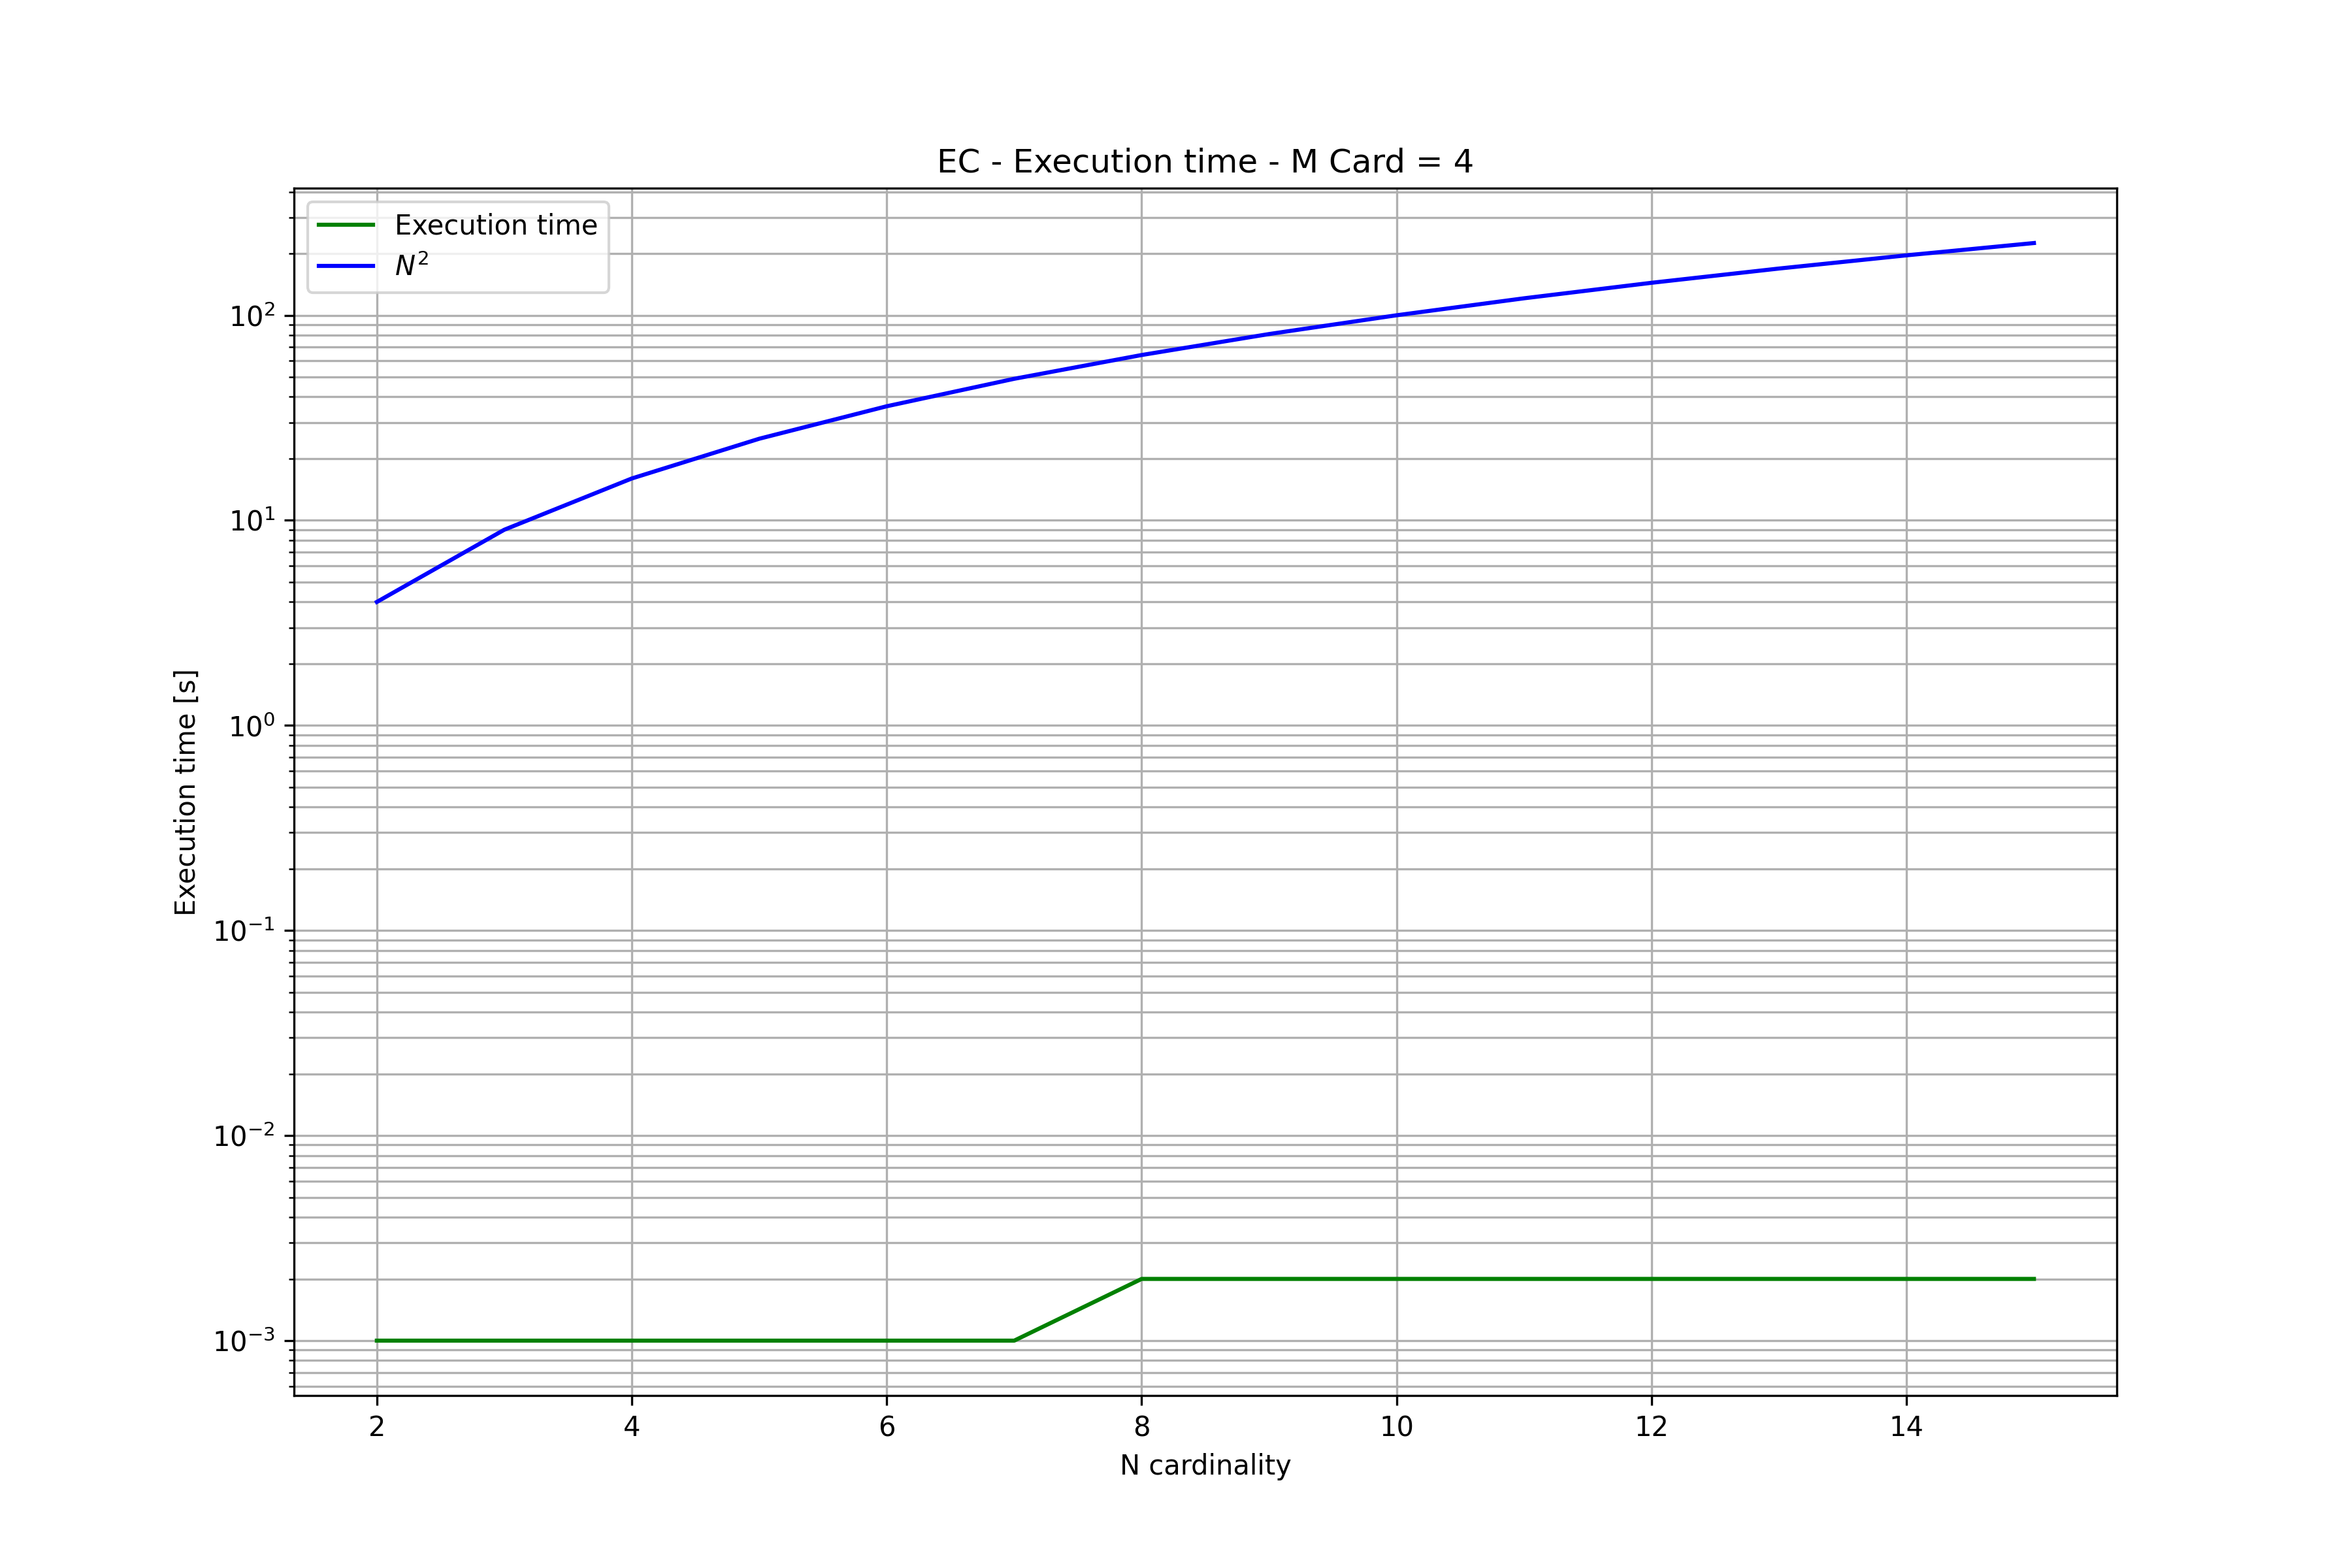 EC - Execution time - M Card = 4
Execution time
N²
10²
10¹
10⁰
10⁻¹
10⁻²
10⁻³
Execution time [s]
2 4 6 8 10 12 14
N cardinality